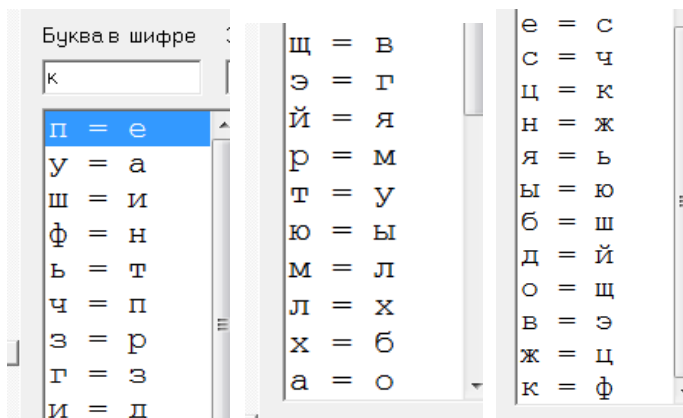 Буква в шифре
к
п = е
у = а
ш = и
ф = н
ь = т
ч = п
з = р
г = з
и = д
щ = в
э = г
й = я
р = м
т = у
ю = ы
м = л
л = х
х = б
а = о
е = с
с = ч
ц = к
н = ж
я = ь
ы = ю
б = ш
д = й
о = щ
в = э
ж = ц
к = ф